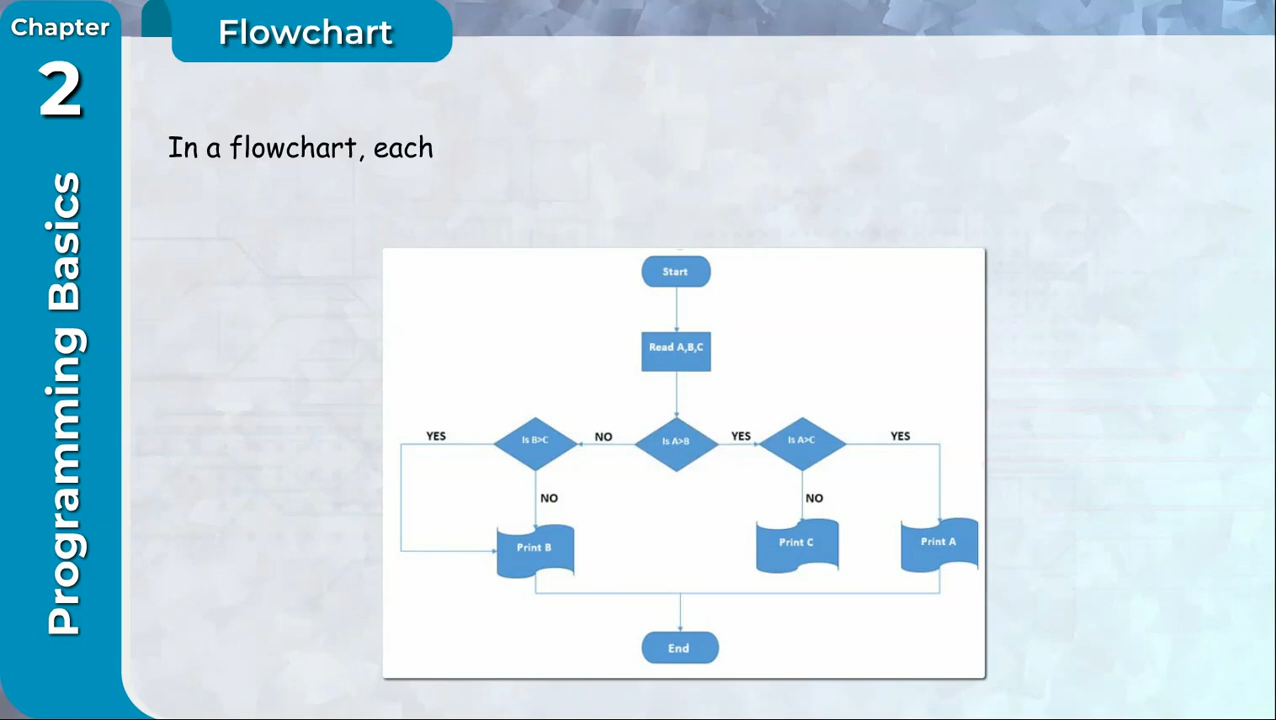 Chapter
2
Programming Basics
Flowchart
In a flowchart, each
Start
Read A,B,C
YES
Is B>C
NO
Is A>B
YES
Is A>C
YES
NO
NO
Print B
Print C
Print A
End